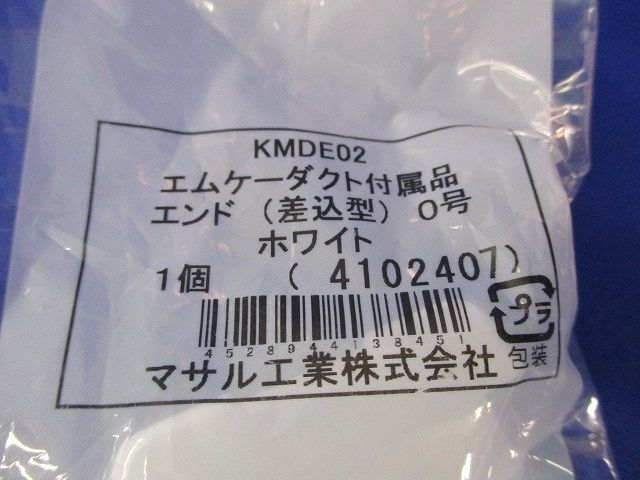 KMDE02
エムケーダクト付属品
エンド（差込型） 0号
ホワイト
1個 （4102407）
プラ
4528944138451
包装
マサル工業株式会社